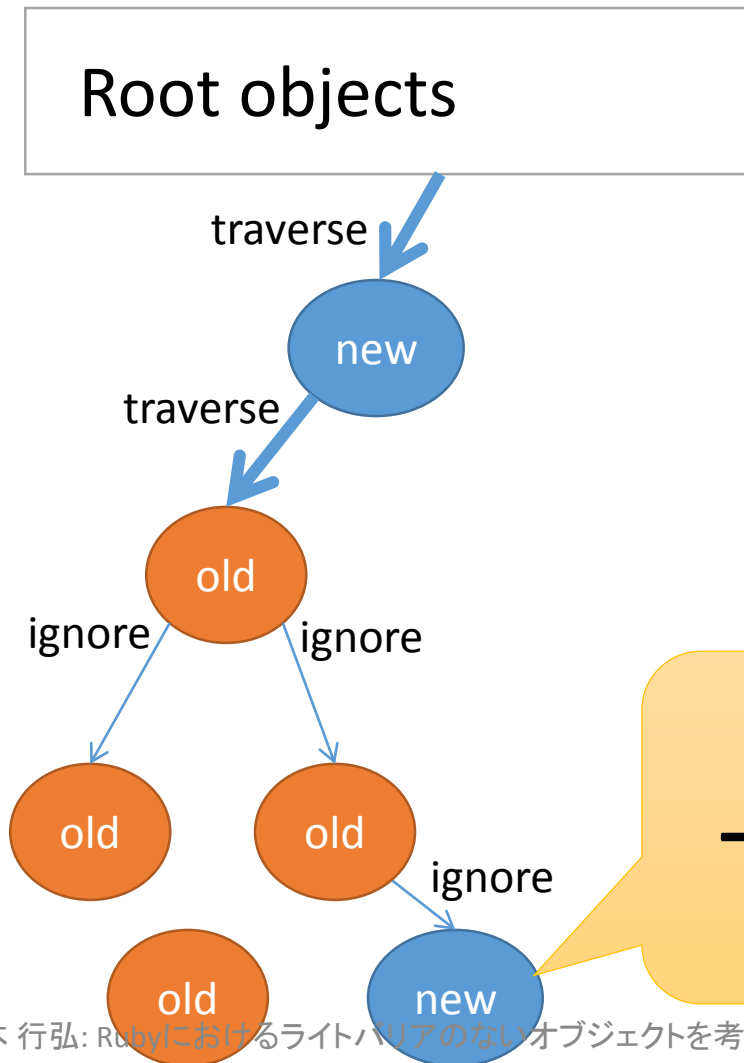 Root objects
traverse
new
traverse
old
ignore
ignore
old
old
ignore
old
new
行弘: Rubyにおけるライトバリアのないオブジェクトを考